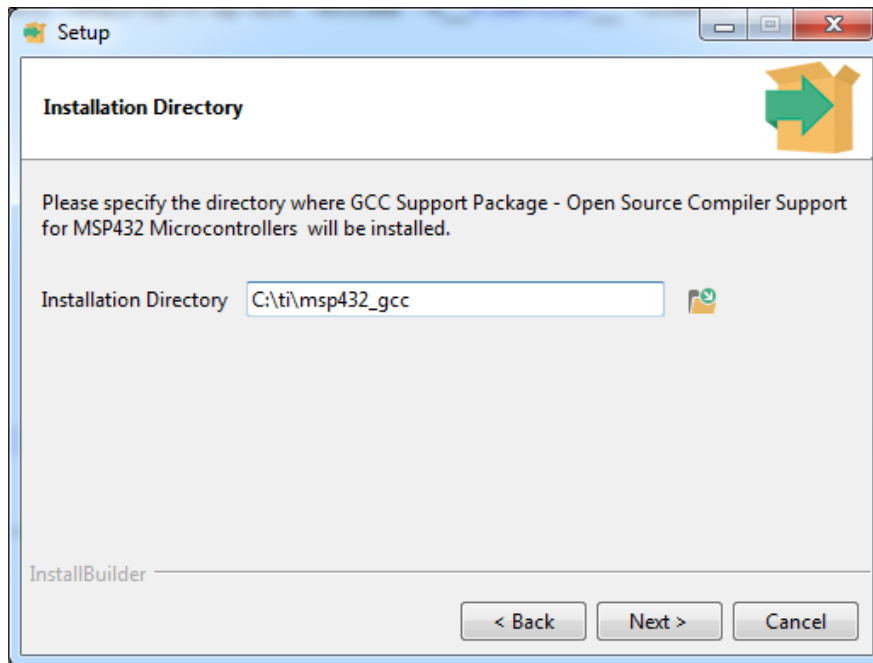 Setup
Installation Directory
Please specify the directory where GCC Support Package - Open Source Compiler Support
for MSP432 Microcontrollers  will be installed.
Installation Directory C:\ti\msp432_gcc
InstallBuilder
< Back Next > Cancel